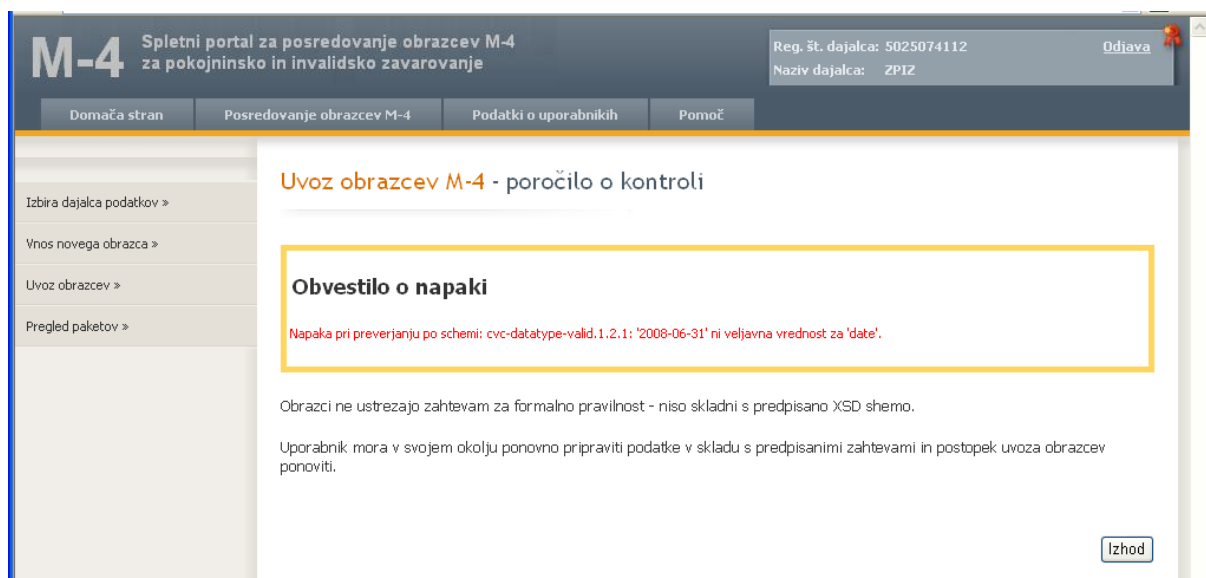 M-4
Spletni portal za posredovanje obrazcev M-4
za pokojninsko in invalidsko zavarovanje
Reg. št. dajalca: 5025074112
Odjava
Naziv dajalca: ZPIZ
Domača stran
Posredovanje obrazcev M-4
Podatki o uporabnikih
Pomoč
Izbira dajalca podatkov »
Vnos novega obrazca »
Uvoz obrazcev »
Pregled paketov »
Uvoz obrazcev M-4 - poročilo o kontroli
Obvestilo o napaki
Napaka pri preverjanju po schemi: cvc-datatype-valid.1.2.1: '2008-06-31' ni veljavna vrednost za 'date'.
Obrazci ne ustrezajo zahtevam za formalno pravilnost - niso skladni s predpisano XSD shemo.
Uporabnik mora v svojem okolju ponovno pripraviti podatke v skladu s predpisanimi zahtevami in postopek uvoza obrazcev
ponoviti.
Izhod